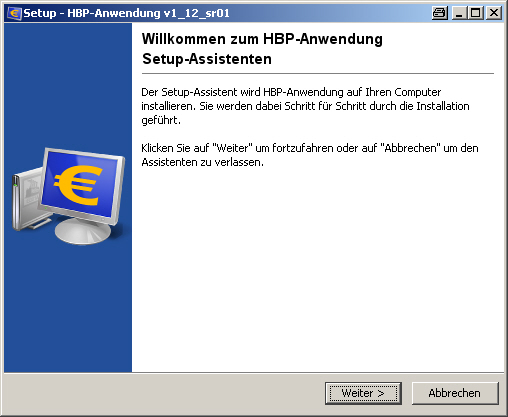 Setup - HBP-Anwendung v1_12_sr01
Willkommen zum HBP-Anwendung
Setup-Assistenten
Der Setup-Assistent wird HBP-Anwendung auf Ihren Computer
installieren. Sie werden dabei Schritt für Schritt durch die Installation
geführt.
Klicken Sie auf "Weiter" um fortzufahren oder auf "Abbrechen" um den
Assistenten zu verlassen.
Weiter >
Abbrechen